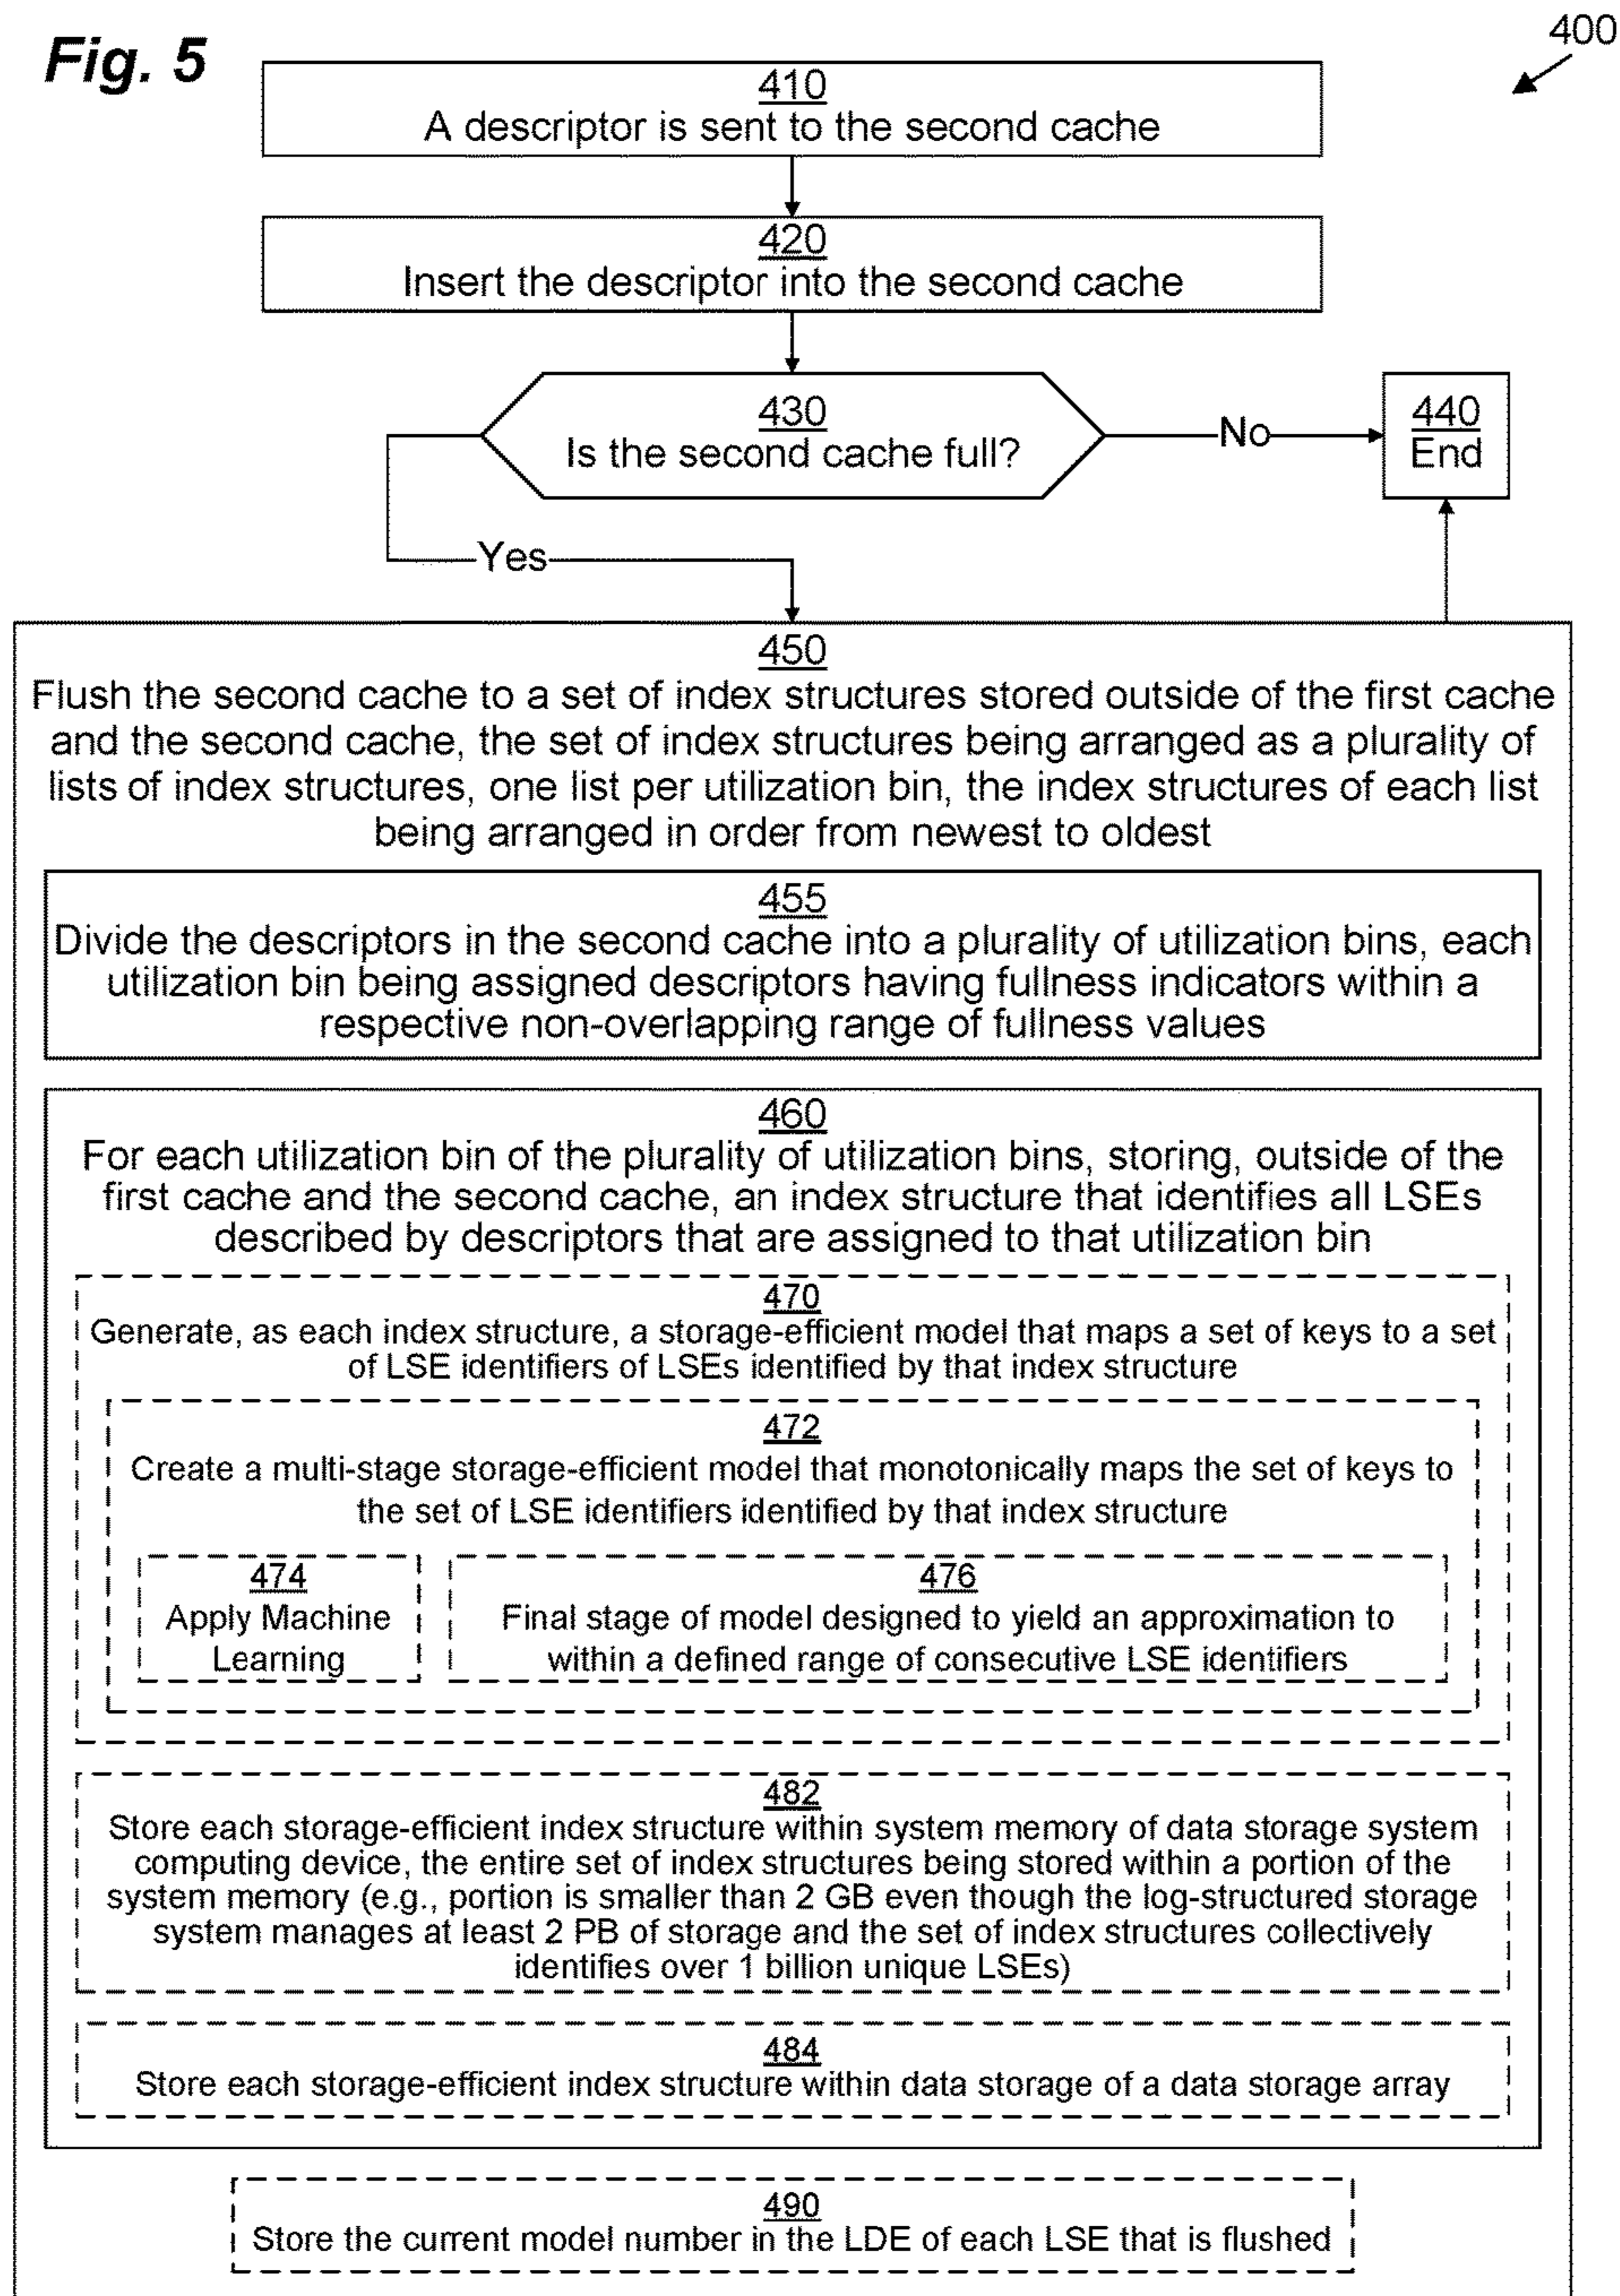 Fig. 5
400
410
A descriptor is sent to the second cache
420
Insert the descriptor into the second cache
430
Is the second cache full?
No
440
End
Yes
450
Flush the second cache to a set of index structures stored outside of the first cache
and the second cache, the set of index structures being arranged as a plurality of
lists of index structures, one list per utilization bin, the index structures of each list
being arranged in order from newest to oldest
455
Divide the descriptors in the second cache into a plurality of utilization bins, each
utilization bin being assigned descriptors having fullness indicators within a
respective non-overlapping range of fullness values
460
For each utilization bin of the plurality of utilization bins, storing, outside of the
first cache and the second cache, an index structure that identifies all LSEs
described by descriptors that are assigned to that utilization bin
470
Generate, as each index structure, a storage-efficient model that maps a set of keys to a set
of LSE identifiers of LSEs identified by that index structure
472
Create a multi-stage storage-efficient model that monotonically maps the set of keys to
the set of LSE identifiers identified by that index structure
474
Apply Machine
Learning
476
Final stage of model designed to yield an approximation to
within a defined range of consecutive LSE identifiers
482
Store each storage-efficient index structure within system memory of data storage system
computing device, the entire set of index structures being stored within a portion of the
system memory (e.g., portion is smaller than 2 GB even though the log-structured storage
system manages at least 2 PB of storage and the set of index structures collectively
identifies over 1 billion unique LSEs)
484
Store each storage-efficient index structure within data storage of a data storage array
490
Store the current model number in the LDE of each LSE that is flushed